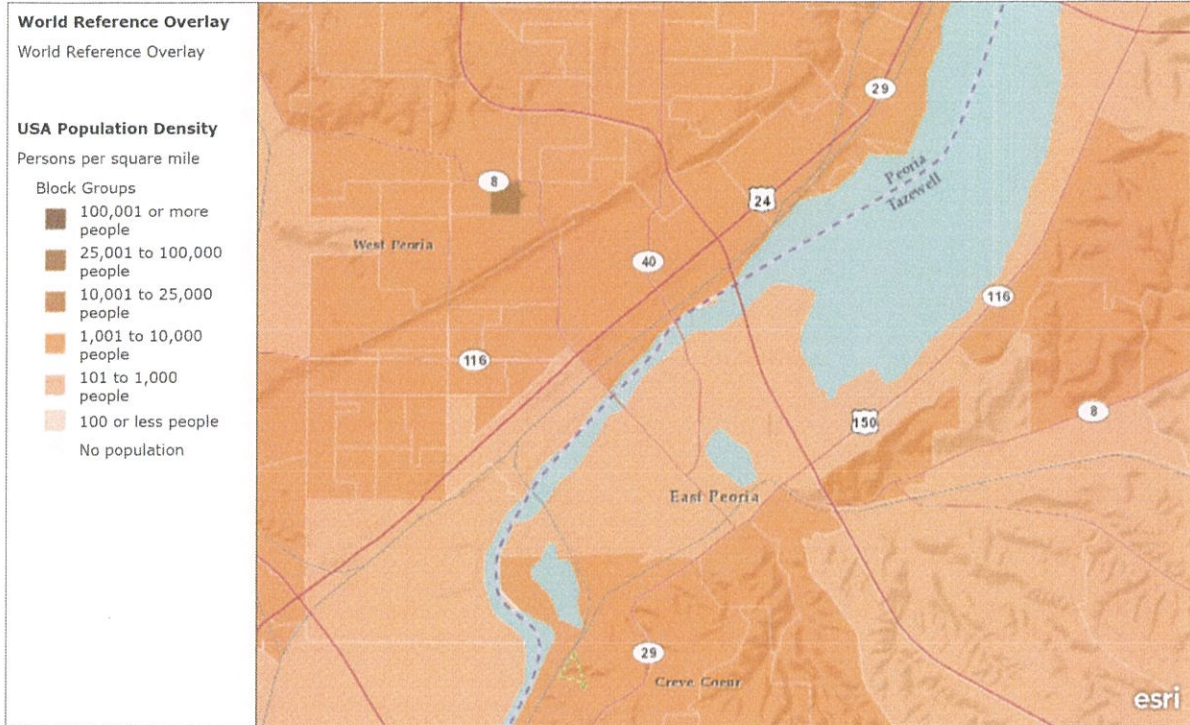 World Reference Overlay
World Reference Overlay
USA Population Density
Persons per square mile
Block Groups
100,001 or more
people
25,001 to 100,000
people
10,001 to 25,000
people
1,001 to 10,000
people
101 to 1,000
people
100 or less people
No population
29
8
Peoria
Tazewell
24
West Peoria
40
116
116
8
150
East Peoria
29
Creve Coeur
esri